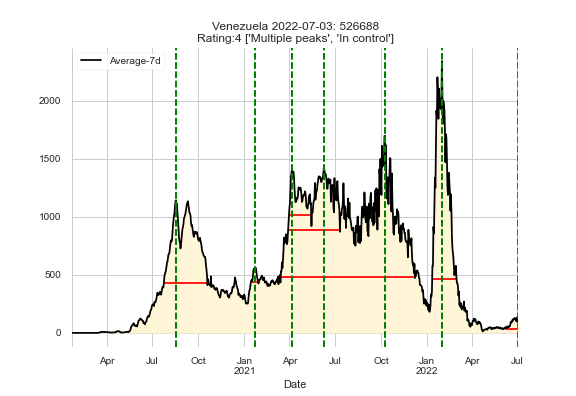 Venezuela 2022-07-03: 526688
Rating:4 ['Multiple peaks', 'In control']
Average-7d
2000
1500
1000
500
0
Apr Jul Oct Jan Apr Jul Oct Jan Apr Jul
2021 2022
Date